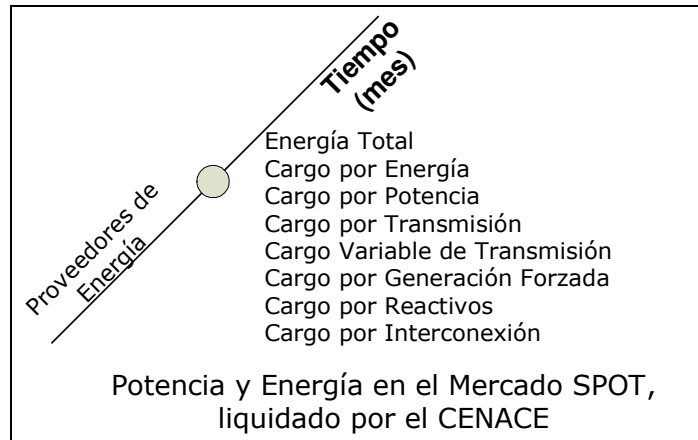 Tiempo
(mes)
Proveedores de
Energía
Energía Total
Cargo por Energía
Cargo por Potencia
Cargo por Transmisión
Cargo Variable de Transmisión
Cargo por Generación Forzada
Cargo por Reactivos
Cargo por Interconexión
Potencia y Energía en el Mercado SPOT,
liquidado por el CENACE